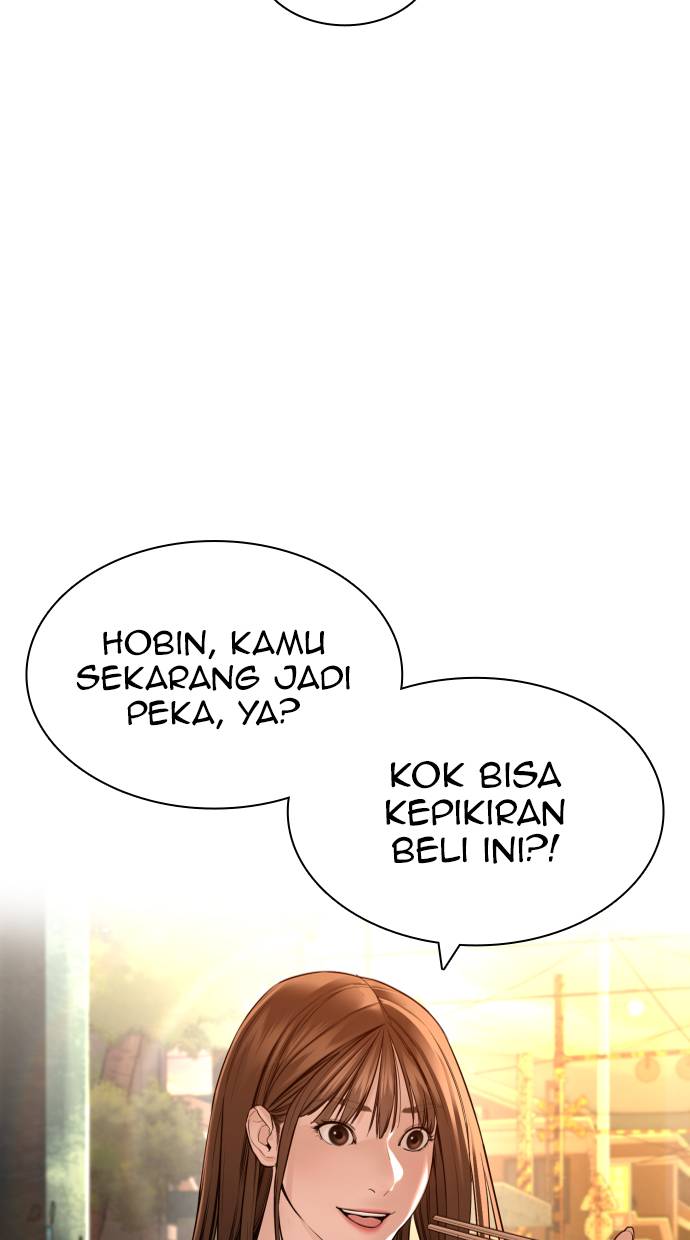 HOBIN, KAMU
SEKARANG JADI
PEKA, YA?
KOK BISA
KEPIKIRAN
BELI INI?!